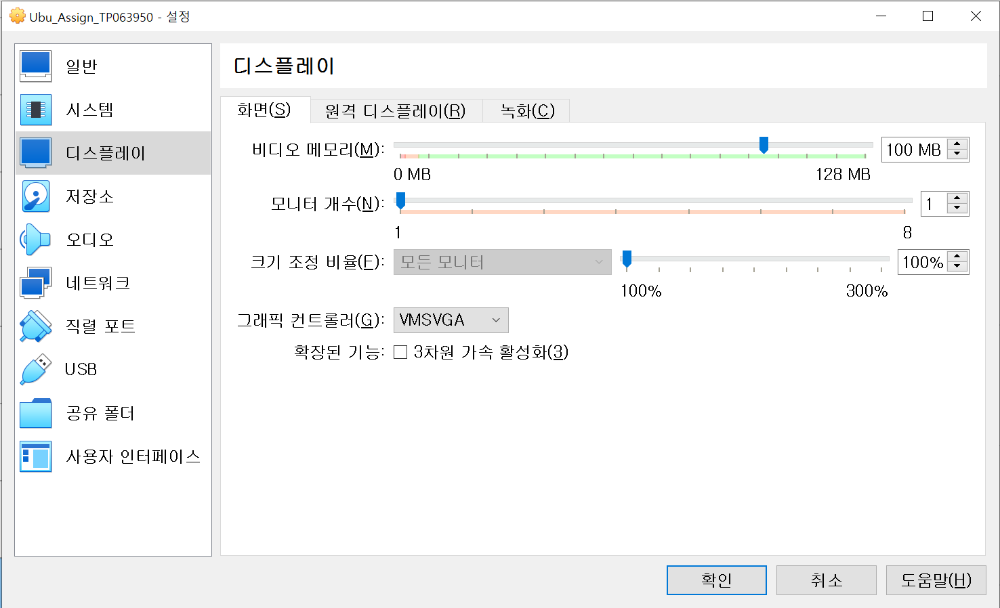 Ubu_Assign_TP063950 - 설정
일반
시스템
디스플레이
저장소
오디오
네트워크
직렬 포트
USB
공유 폴더
사용자 인터페이스
디스플레이
화면(S) 원격 디스플레이(R) 녹화(C)
비디오 메모리(M): 100 MB
0 MB 128 MB
모니터 개수(N): 1
1 8
크기 조정 비율(F): 모든 모니터 100%
100% 300%
그래픽 컨트롤러(G): VMSVGA
확장된 기능: 3차원 가속 활성화(3)
확인 취소 도움말(H)